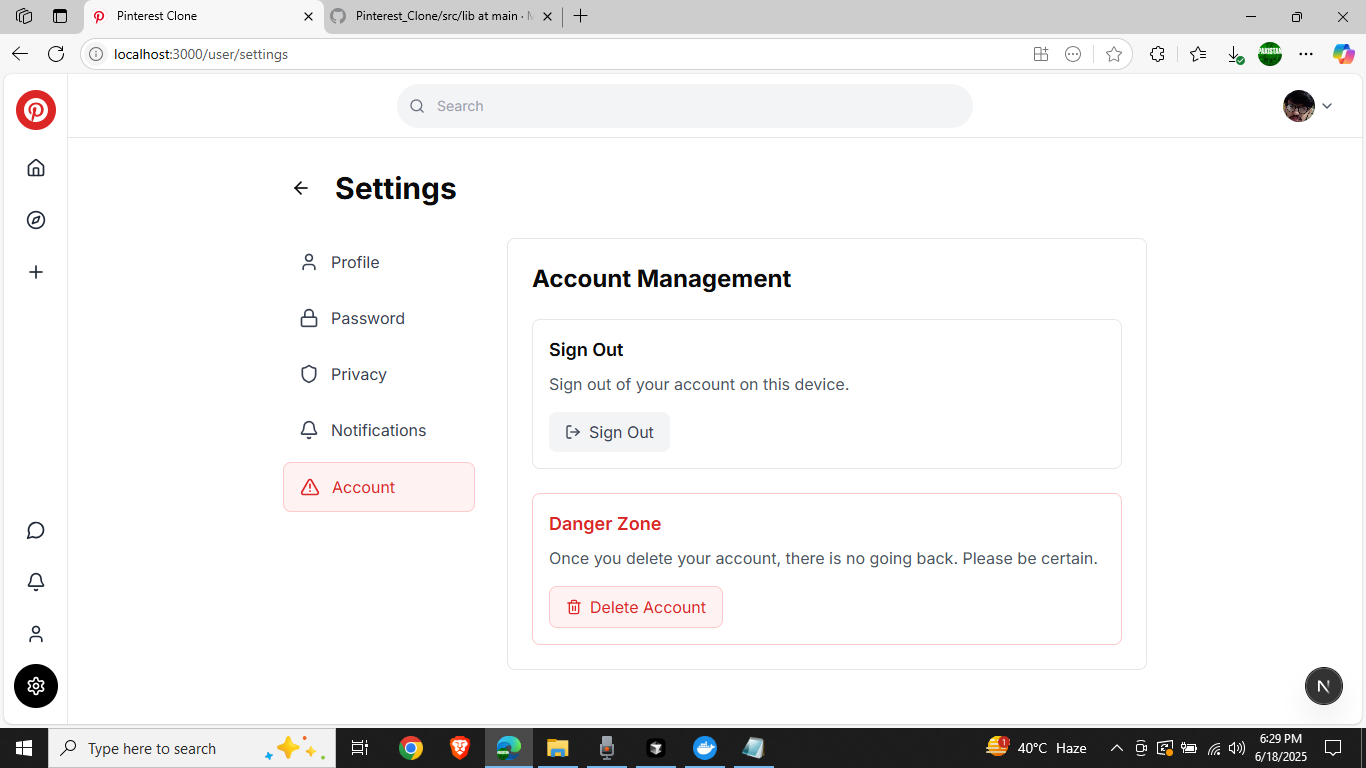 Pinterest Clone
Pinterest_Clone/src/lib at main ·
localhost:3000/user/settings
PAKISTAN
Search
Settings
Profile
Password
Privacy
Notifications
Account
Account Management
Sign Out
Sign out of your account on this device.
Sign Out
Danger Zone
Once you delete your account, there is no going back. Please be certain.
Delete Account
N
Type here to search
1
40°C Haze
6:29 PM
6/18/2025